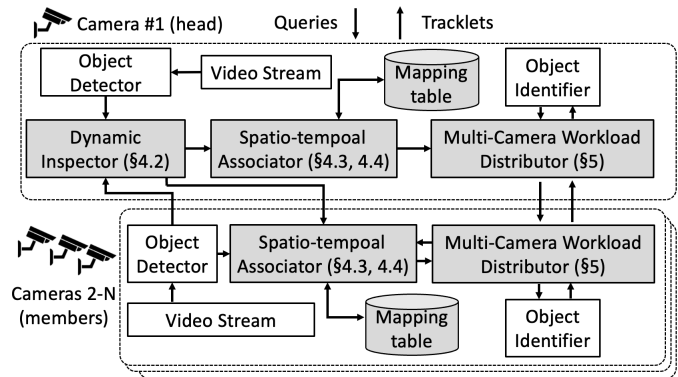 Camera #1 (head)
Queries
Tracklets
Object
Detector
Video Stream
Mapping
table
Object
Identifier
Dynamic
Inspector (§4.2)
Spatio-tempoal
Associator (§4.3, 4.4)
Multi-Camera Workload
Distributor (§5)
Cameras 2-N
(members)
Object
Detector
Spatio-tempoal
Associator (§4.3, 4.4)
Multi-Camera Workload
Distributor (§5)
Video Stream
Mapping
table
Object
Identifier